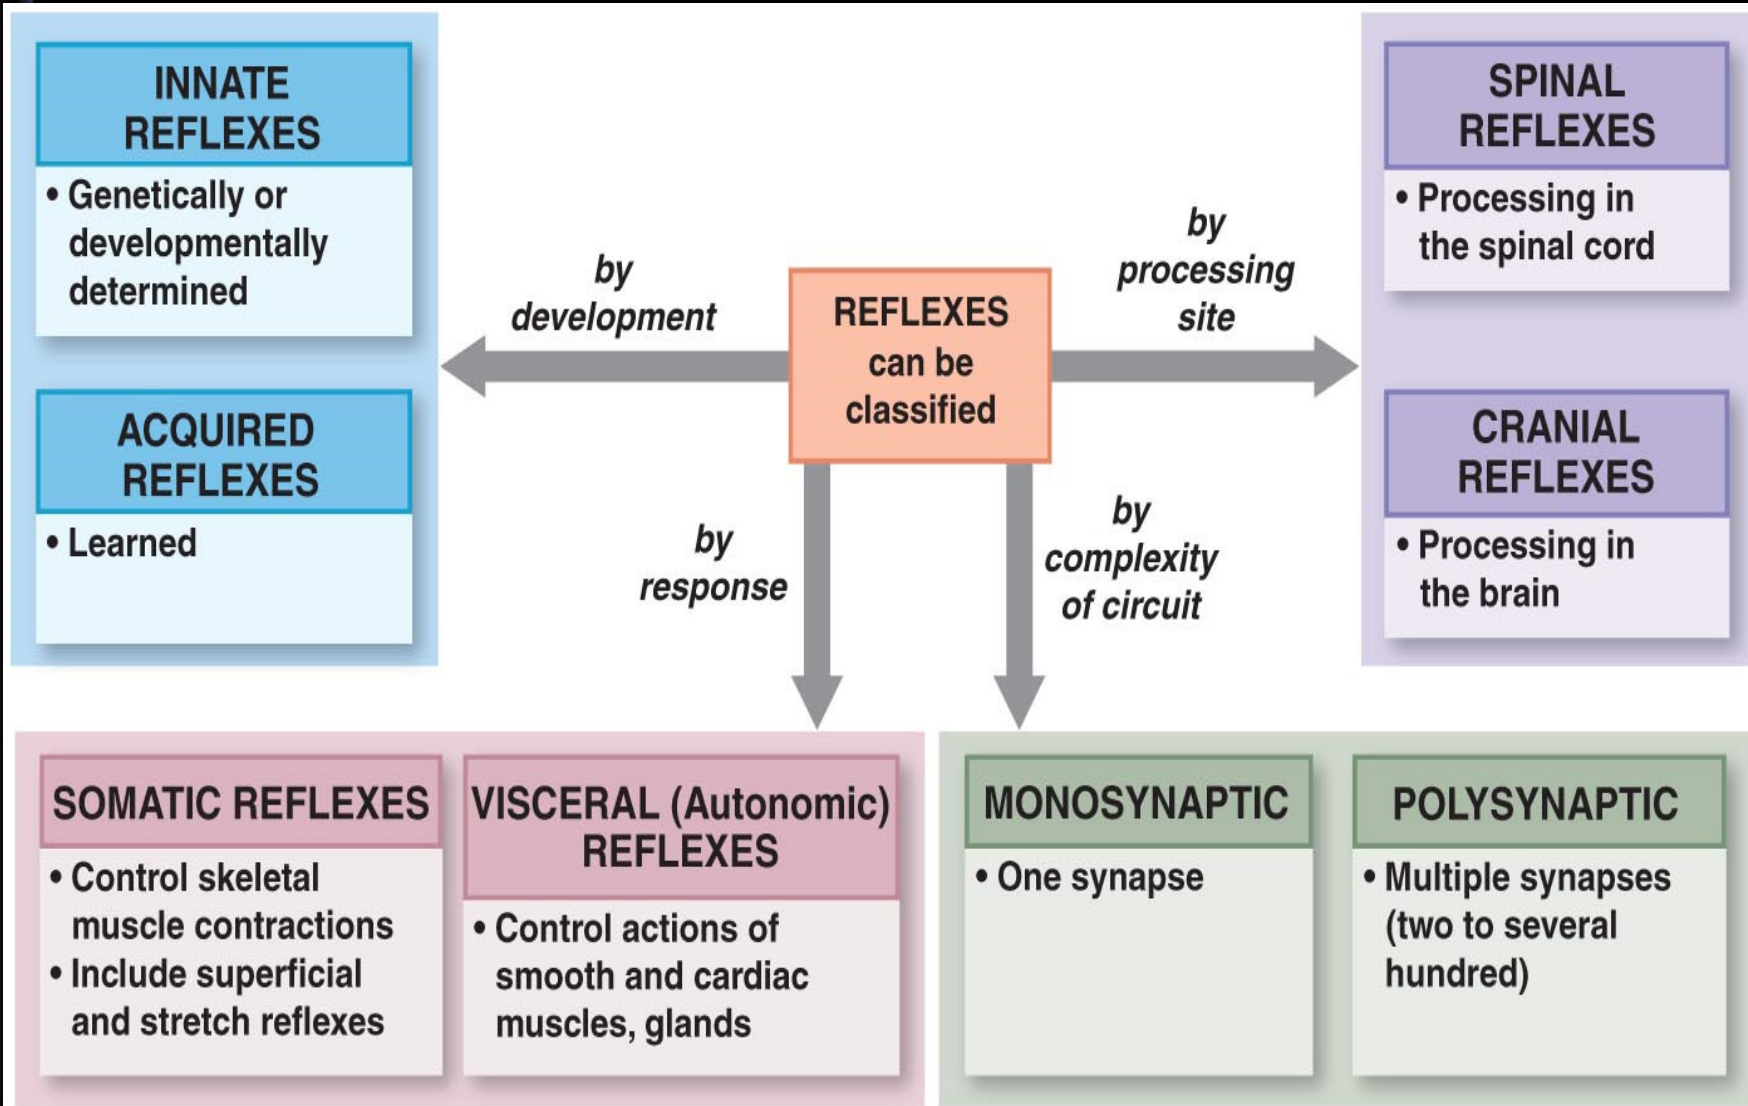 INNATE
REFLEXES
• Genetically or
developmentally
determined
ACQUIRED
REFLEXES
• Learned
by
development
REFLEXES
can be
classified
by
processing
site
by
response
by
complexity
of circuit
SPINAL
REFLEXES
• Processing in
the spinal cord
CRANIAL
REFLEXES
• Processing in
the brain
SOMATIC REFLEXES
• Control skeletal
muscle contractions
• Include superficial
and stretch reflexes
VISCERAL (Autonomic)
REFLEXES
• Control actions of
smooth and cardiac
muscles, glands
MONOSYNAPTIC
• One synapse
POLYSYNAPTIC
• Multiple synapses
(two to several
hundred)